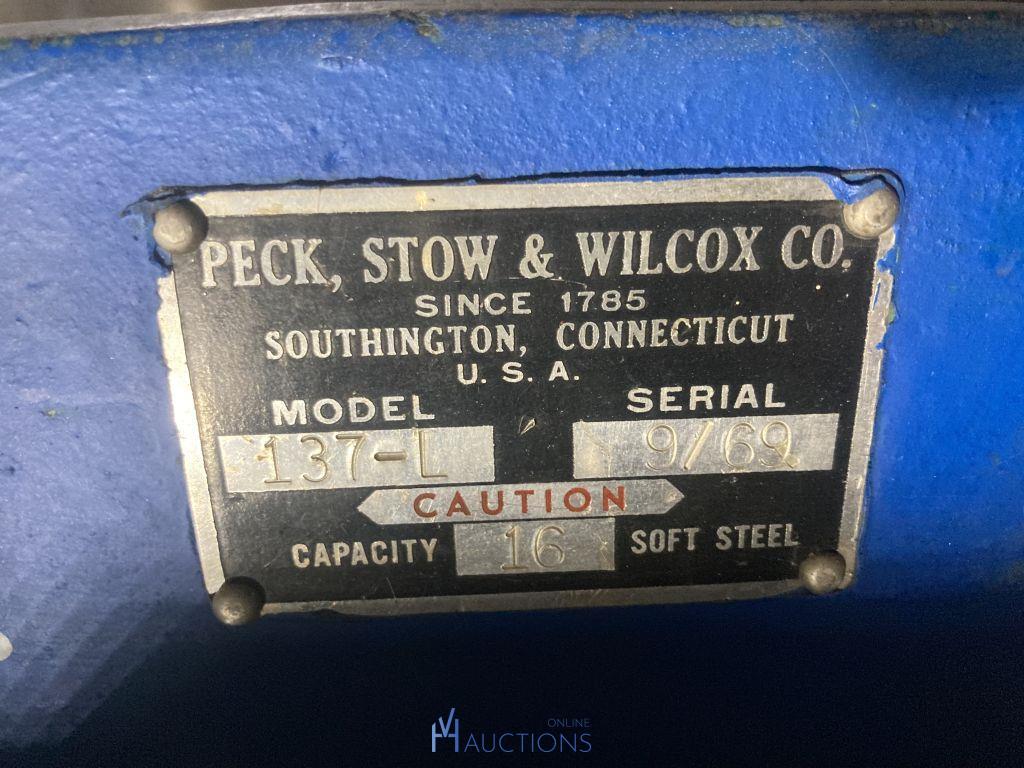 PECK, STOW & WILCOX CO.
SINCE 1785
SOUTHINGTON, CONNECTICUT
U. S. A.
MODEL SERIAL
137-L 9/69
CAUTION
CAPACITY 16 SOFT STEEL
HVA ONLINE
AUCTIONS